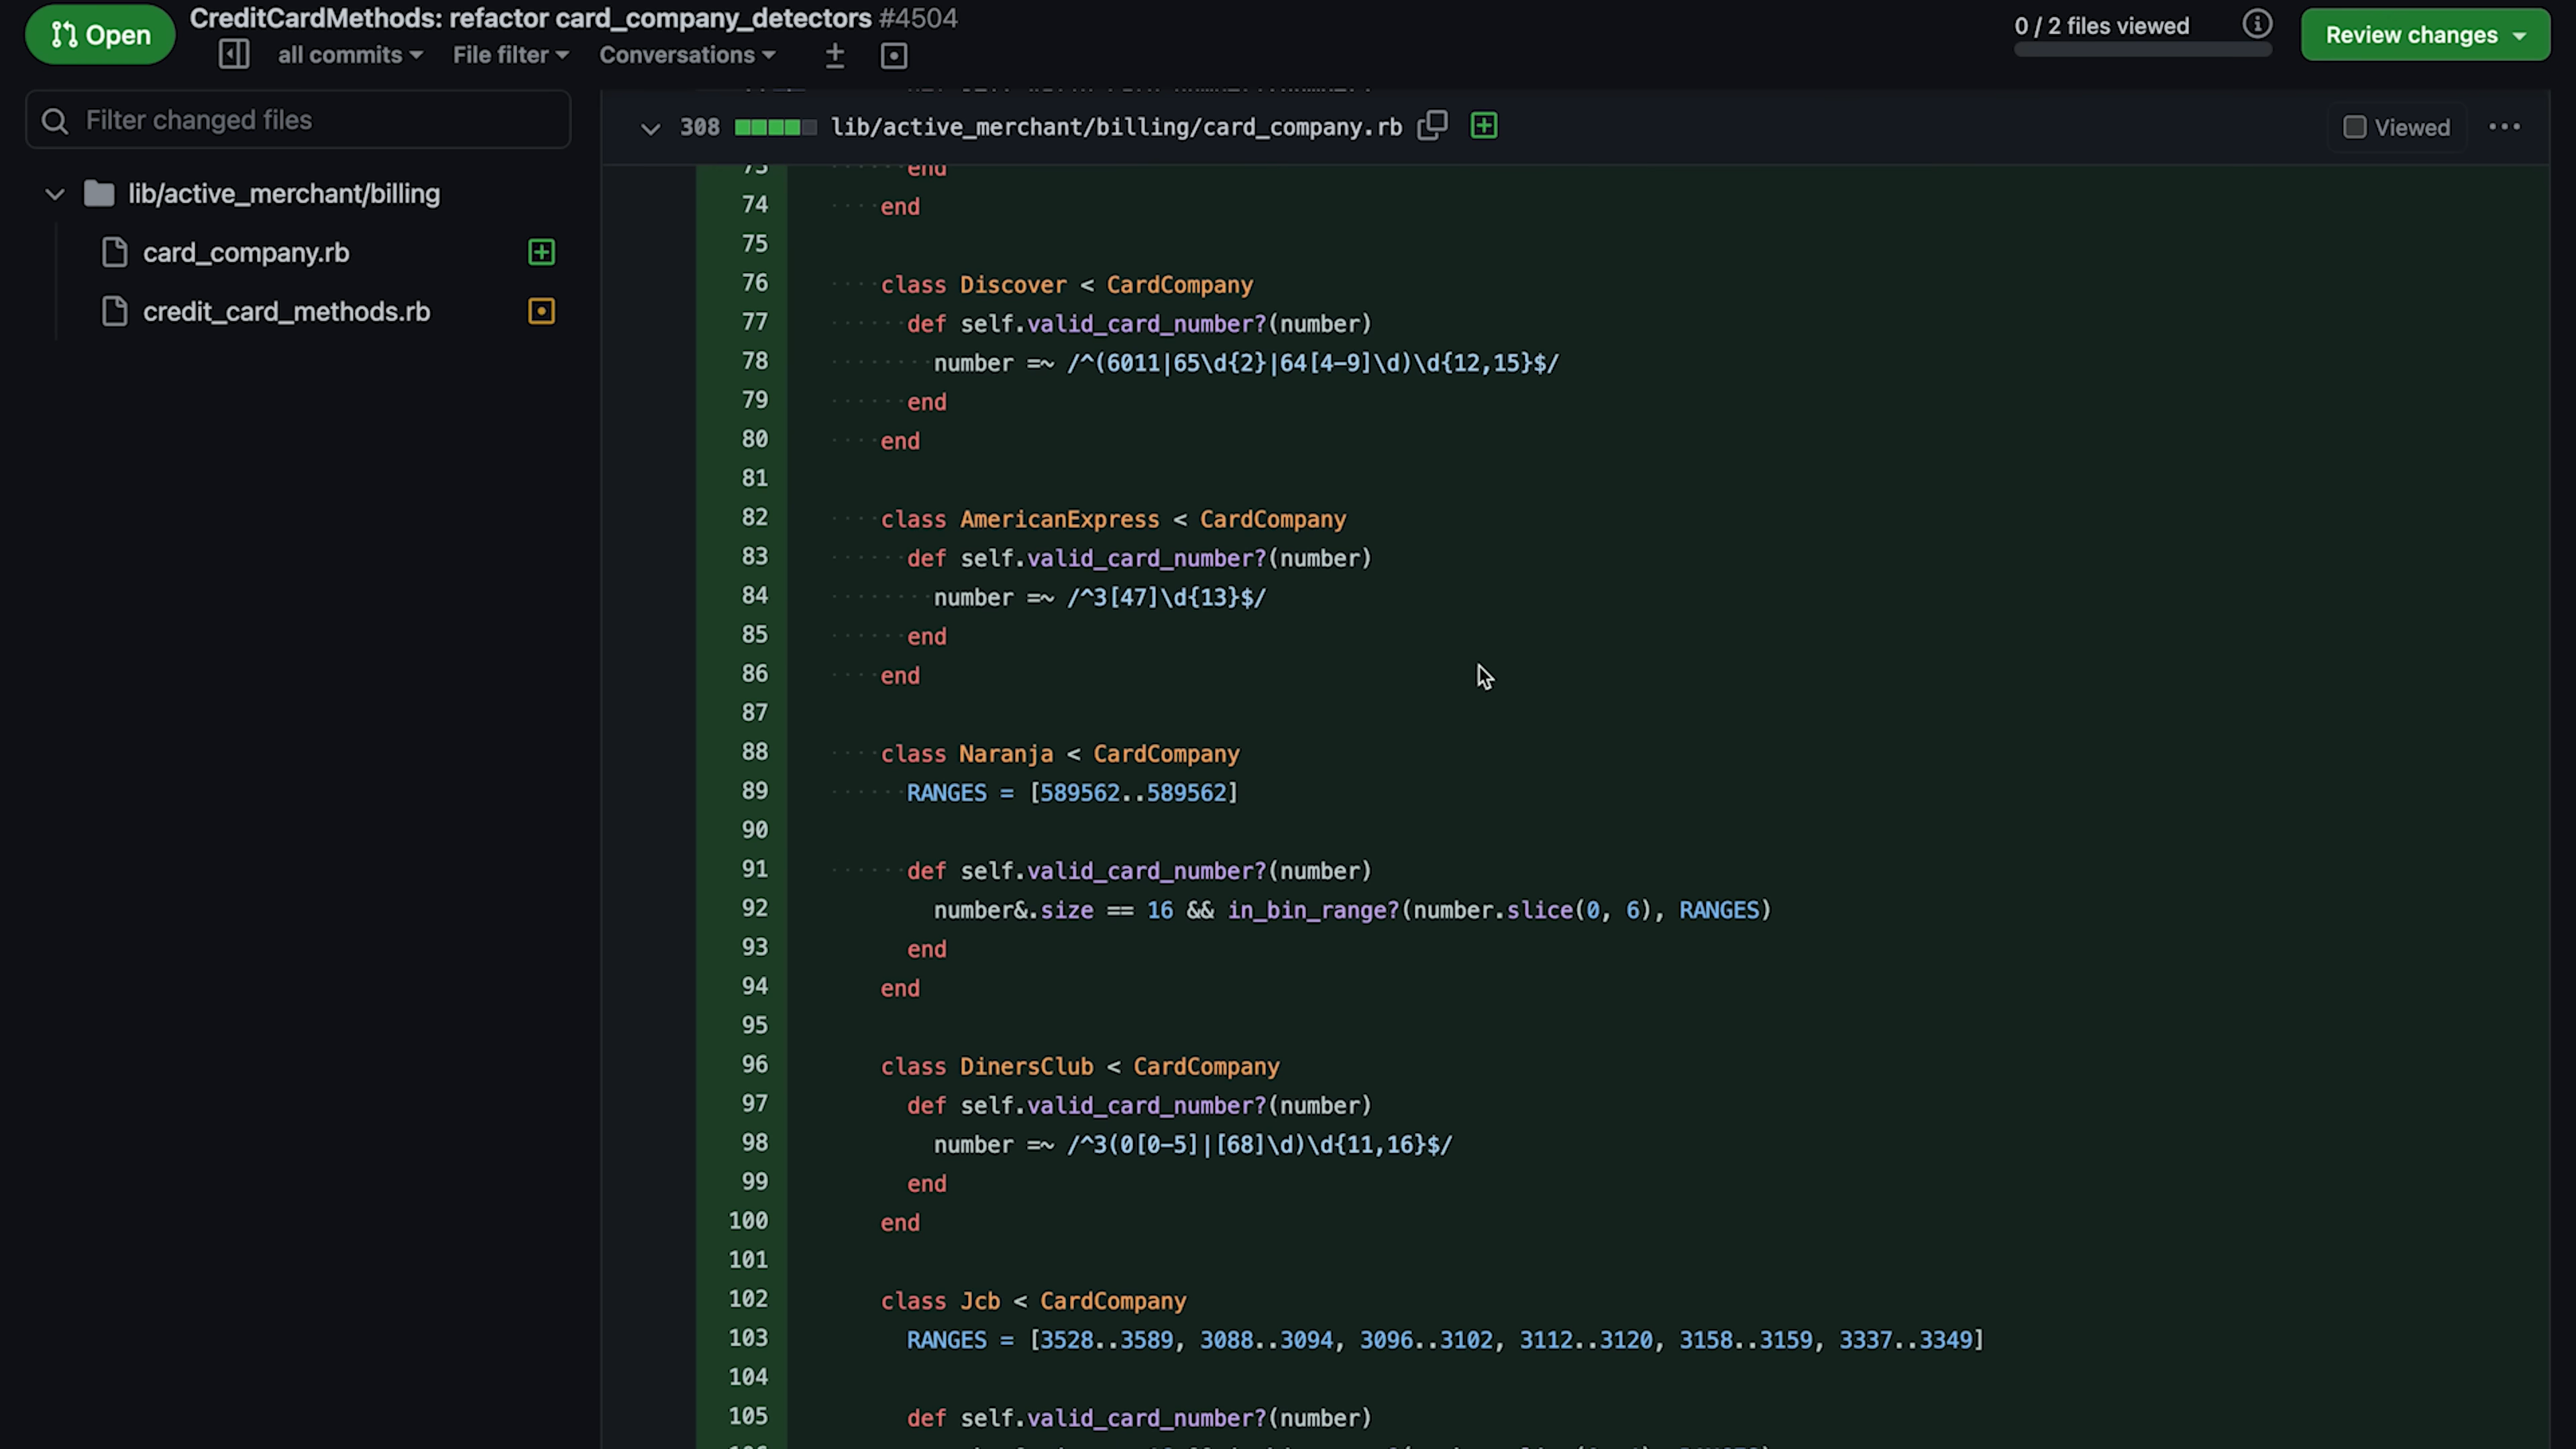 Open
CreditCardMethods: refactor card_company_detectors #4504
all commits File filter Conversations
0 / 2 files viewed
Review changes
Filter changed files
lib/active_merchant/billing
card_company.rb
credit_card_methods.rb
308 lib/active_merchant/billing/card_company.rb Viewed
73 end
74 end
75
76 class Discover < CardCompany
77 def self.valid_card_number?(number)
78 number =~ /^(6011|65\d{2}|64[4-9]\d)\d{12,15}$/
79 end
80 end
81
82 class AmericanExpress < CardCompany
83 def self.valid_card_number?(number)
84 number =~ /^3[47]\d{13}$/
85 end
86 end
87
88 class Naranja < CardCompany
89 RANGES = [589562..589562]
90
91 def self.valid_card_number?(number)
92 number&.size == 16 && in_bin_range?(number.slice(0, 6), RANGES)
93 end
94 end
95
96 class DinersClub < CardCompany
97 def self.valid_card_number?(number)
98 number =~ /^3(0[0-5]|[68]\d)\d{11,16}$/
99 end
100 end
101
102 class Jcb < CardCompany
103 RANGES = [3528..3589, 3088..3094, 3096..3102, 3112..3120, 3158..3159, 3337..3349]
104
105 def self.valid_card_number?(number)